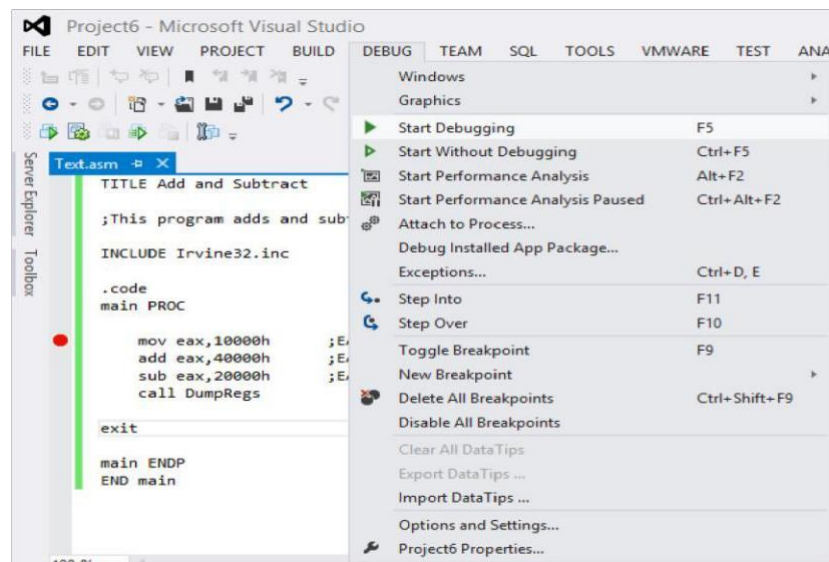 Project6 - Microsoft Visual Studio
FILE EDIT VIEW PROJECT BUILD DEBUG TEAM SQL TOOLS VMWARE TEST ANA
Windows
Graphics
Start Debugging F5
Start Without Debugging Ctrl+F5
Start Performance Analysis Alt+F2
Start Performance Analysis Paused Ctrl+Alt+F2
Attach to Process...
Debug Installed App Package...
Exceptions... Ctrl+D, E
Step Into F11
Step Over F10
Toggle Breakpoint F9
New Breakpoint
Delete All Breakpoints Ctrl+Shift+F9
Disable All Breakpoints
Clear All DataTips
Export DataTips ...
Import DataTips ...
Options and Settings...
Project6 Properties...
Server Explorer
Toolbox
Text.asm
TITLE Add and Subtract
;This program adds and sub
INCLUDE Irvine32.inc
.code
main PROC
mov eax,10000h ;E
add eax,40000h ;E
sub eax,20000h ;E
call DumpRegs
exit
main ENDP
END main